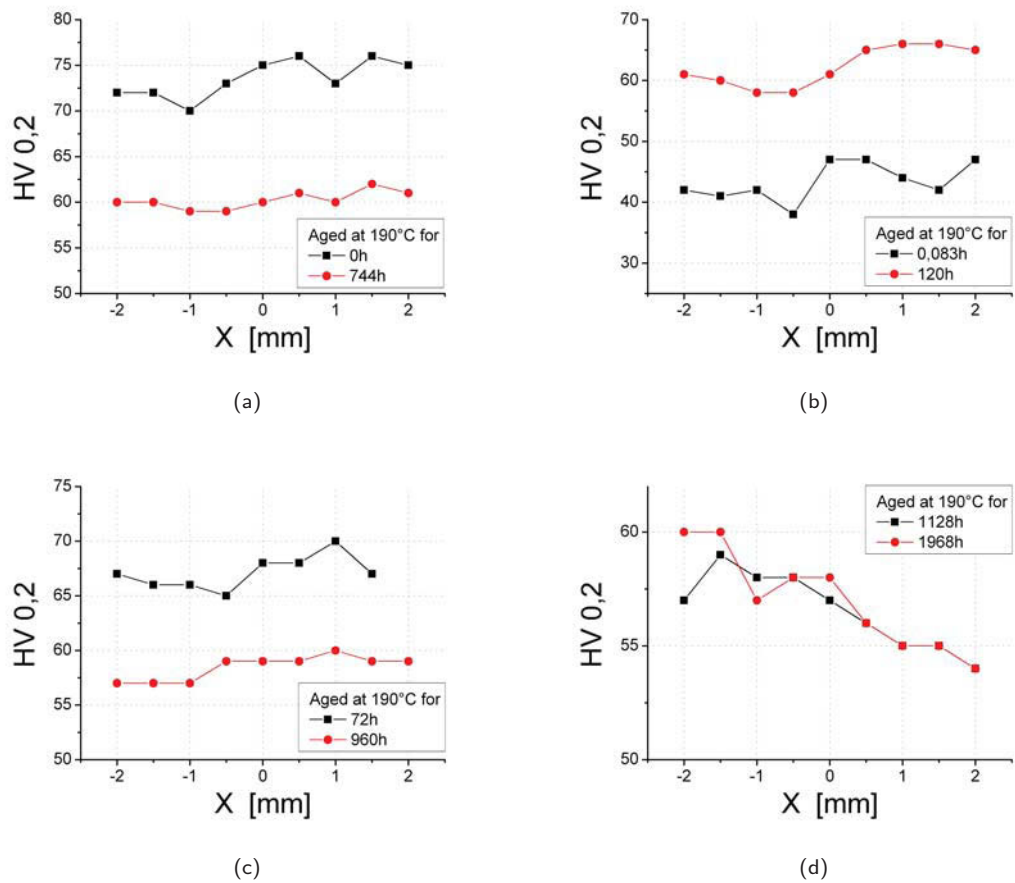 80
75
70
65
60
55
50
HV 0,2
-2 -1 0 1 2
X [mm]
Aged at 190°C for
0h
744h
(a)
70
60
50
40
30
HV 0,2
-2 -1 0 1 2
X [mm]
Aged at 190°C for
0,083h
120h
(b)
75
70
65
60
55
50
HV 0,2
-2 -1 0 1 2
X [mm]
Aged at 190°C for
72h
960h
(c)
60
55
50
HV 0,2
-2 -1 0 1 2
X [mm]
Aged at 190°C for
1128h
1968h
(d)